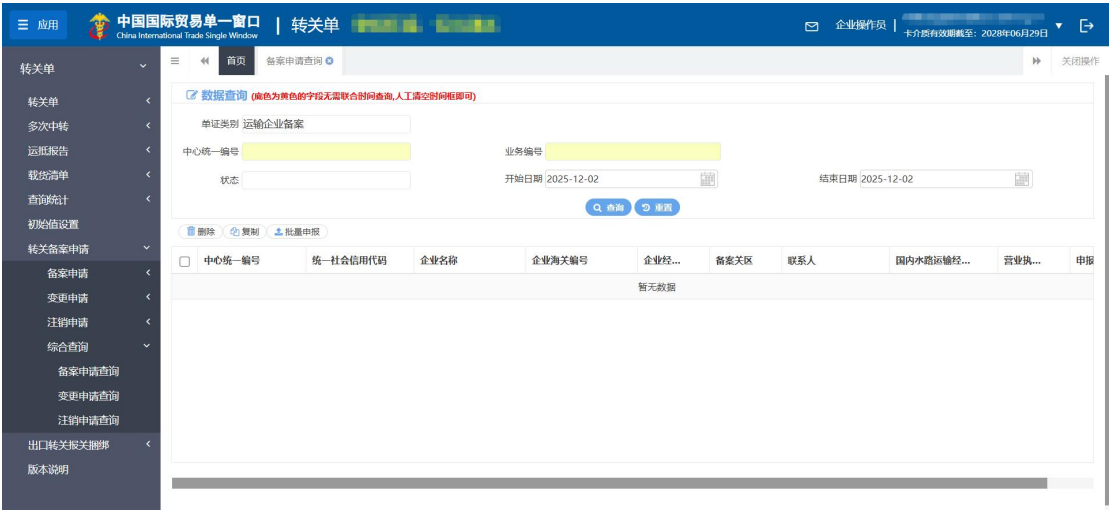 应用
中国国际贸易单一窗口
China International Trade Single Window
转关单
企业操作员
卡介质有效期截至：2028年06月29日
转关单
首页
备案申请查询
关闭操作
转关单
多次中转
运抵报告
载货清单
查询统计
初始值设置
转关备案申请
备案申请
变更申请
注销申请
综合查询
备案申请查询
变更申请查询
注销申请查询
出口转关报关捆绑
版本说明
数据查询 (底色为黄色的字段无需联合时间查询,人工清空时间框即可)
单证类别 运输企业备案
中心统一编号
业务编号
状态
开始日期 2025-12-02
结束日期 2025-12-02
查询
重置
删除 复制 批量申报
中心统一编号 统一社会信用代码 企业名称 企业海关编号 企业经... 备案关区 联系人 国内水路运输经... 营业执... 申报
暂无数据